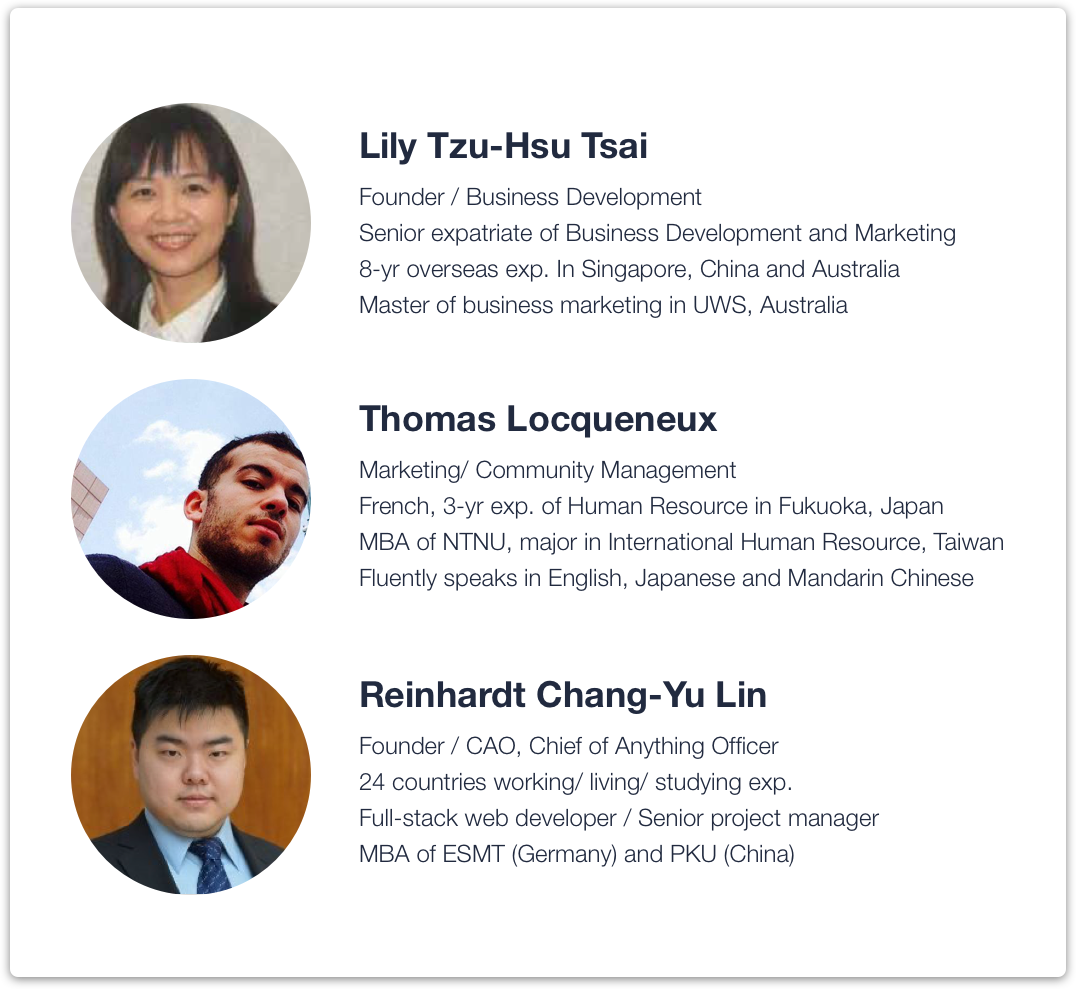 Lily Tzu-Hsu Tsai
Founder / Business Development
Senior expatriate of Business Development and Marketing
8-yr overseas exp. In Singapore, China and Australia
Master of business marketing in UWS, Australia
Thomas Locqueneux
Marketing/ Community Management
French, 3-yr exp. of Human Resource in Fukuoka, Japan
MBA of NTNU, major in International Human Resource, Taiwan
Fluently speaks in English, Japanese and Mandarin Chinese
Reinhardt Chang-Yu Lin
Founder / CAO, Chief of Anything Officer
24 countries working/ living/ studying exp.
Full-stack web developer / Senior project manager
MBA of ESMT (Germany) and PKU (China)